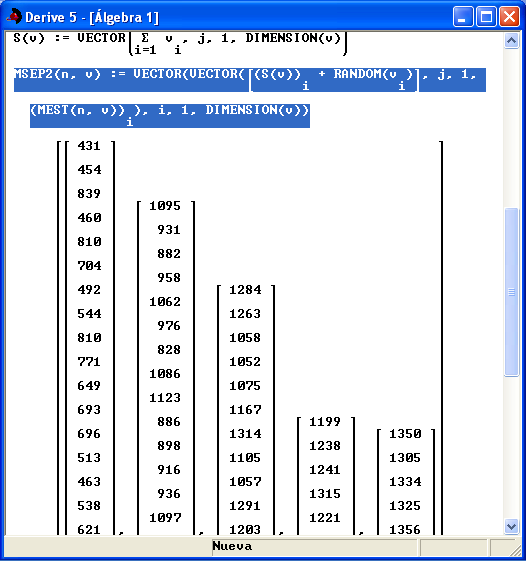 Derive 5 - [Álgebra 1]
S(v) := VECTOR( Σ v , j, 1, DIMENSION(v))
i=1 i
MSEP2(n, v) := VECTOR(VECTOR([(S(v)) + RANDOM(v )], j, 1,
i i
(MEST(n, v)) ), i, 1, DIMENSION(v))
i
431
454
839
1095
460
931
810
882
704
958
492 1284
1062
544 1263
976
810 1058
828
771 1052
1086
649 1075
1123
693 1167
886 1199
696 1314 1350
898 1238
513 1105 1305
916 1241
463 1057 1334
936 1315
538 1291 1325
1097 1221
621 , , 1203 , , 1356
Nueva